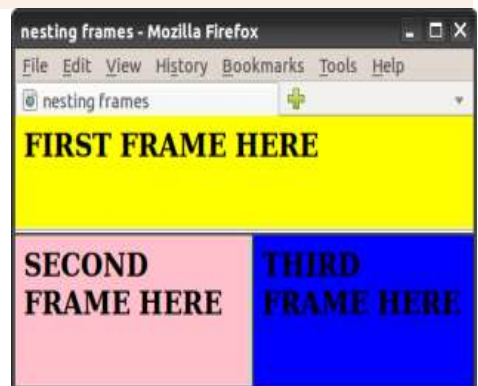 nesting frames - Mozilla Firefox
File Edit View History Bookmarks Tools Help
nesting frames
FIRST FRAME HERE
SECOND
FRAME HERE
THIRD
FRAME HERE